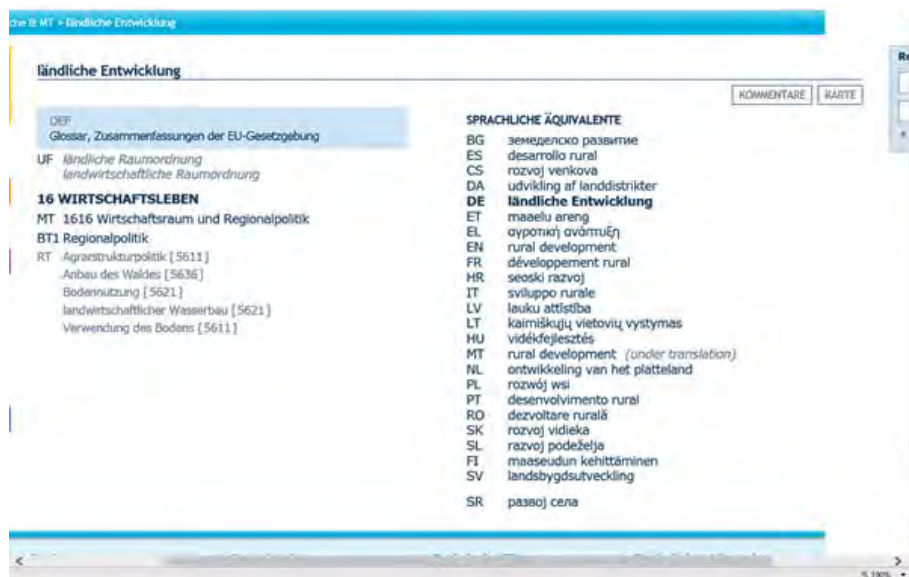 che & MT > ländliche Entwicklung
Re
ländliche Entwicklung
KOMMENTARE
KARTE
DEF
Glossar, Zusammenfassungen der EU-Gesetzgebung
UF ländliche Raumordnung
landwirtschaftliche Raumordnung
16 WIRTSCHAFTSLEBEN
MT 1616 Wirtschaftsraum und Regionalpolitik
BT1 Regionalpolitik
RT Agrarstrukturpolitik [5611]
Anbau des Waldes [5636]
Bodennutzung [5621]
landwirtschaftlicher Wasserbau [5621]
Verwendung des Bodens [5611]
SPRACHLICHE ÄQUIVALENTE
BG земеделско развитие
ES desarrollo rural
CS rozvoj venkova
DA udvikling af landdistrikter
DE ländliche Entwicklung
ET maaelu areng
EL αγροτική ανάπτυξη
EN rural development
FR développement rural
HR seoski razvoj
IT sviluppo rurale
LV lauku attīstība
LT kaimiškųjų vietovių vystymas
HU vidékfejlesztés
MT rural development (under translation)
NL ontwikkeling van het platteland
PL rozwój wsi
PT desenvolvimento rural
RO dezvoltare rurală
SK rozvoj vidieka
SL razvoj podeželja
FI maaseudun kehittäminen
SV landsbygdsutveckling
SR развој села
100%